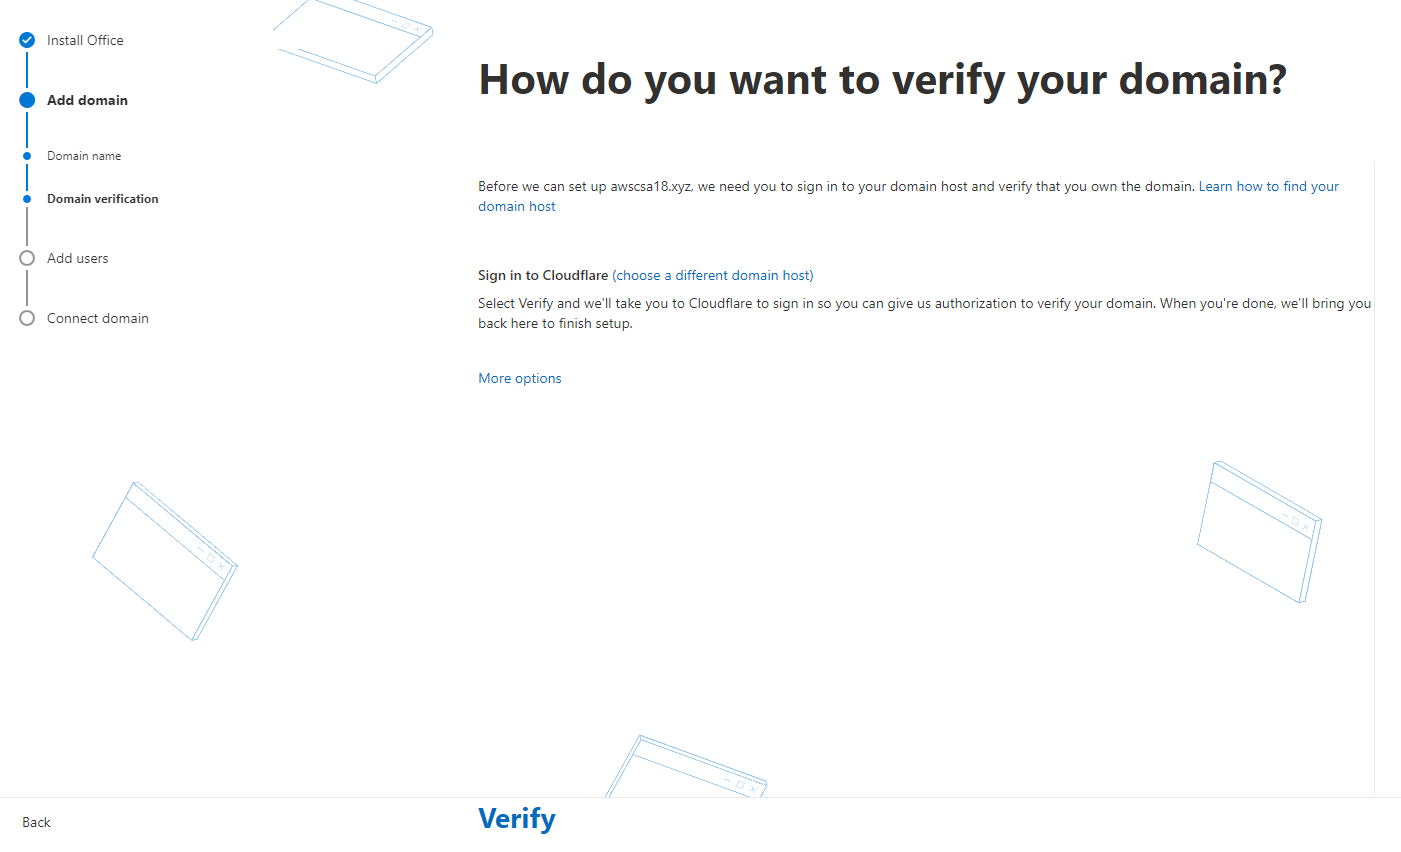 Install Office
Add domain
Domain name
Domain verification
Add users
Connect domain
How do you want to verify your domain?
Before we can set up awscsa18.xyz, we need you to sign in to your domain host and verify that you own the domain. Learn how to find your
domain host
Sign in to Cloudflare (choose a different domain host)
Select Verify and we'll take you to Cloudflare to sign in so you can give us authorization to verify your domain. When you're done, we'll bring you
back here to finish setup.
More options
Back
Verify